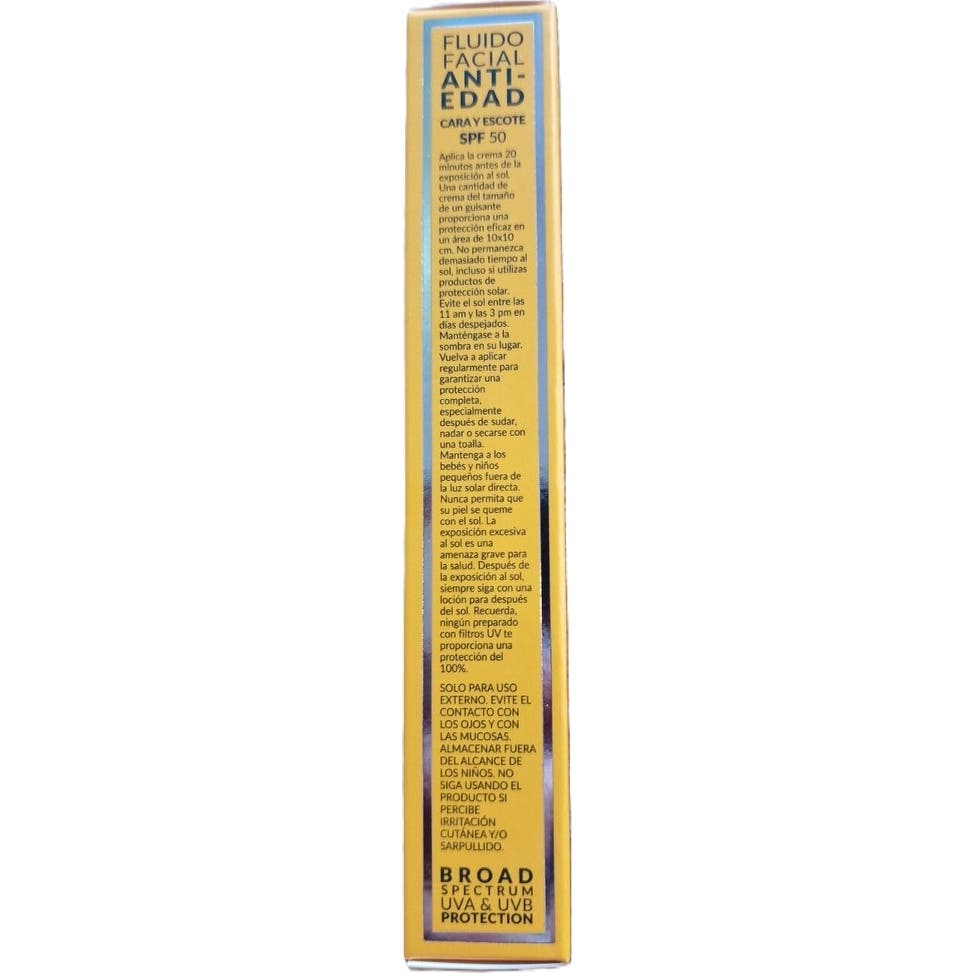 FLUIDO
FACIAL
ANTI-
EDAD
CARA Y ESCOTE
SPF 50
Aplica la crema 20
minutos antes de la
exposición al sol.
Una cantidad de
crema del tamaño
de un guisante
proporciona una
protección eficaz en
un área de 10x10
cm. No permanezca
demasiado tiempo al
sol, incluso si utilizas
productos de
protección solar.
Evite el sol entre las
11 am y las 3 pm en
días despejados.
Manténgase a la
sombra en su lugar.
Vuelva a aplicar
regularmente para
garantizar una
protección
completa,
especialmente
después de sudar,
nadar o secarse con
una toalla.
Mantenga a los
bebés y niños
pequeños fuera de
la luz solar directa.
Nunca permita que
su piel se queme
con el sol. La
exposición excesiva
al sol es una
amenaza grave para
la salud. Después de
la exposición al sol,
siempre siga con una
loción para después
del sol. Recuerda,
ningún preparado
con filtros UV te
proporciona una
protección del
100%.
SOLO PARA USO
EXTERNO. EVITE EL
CONTACTO CON
LOS OJOS Y CON
LAS MUCOSAS.
ALMACENAR FUERA
DEL ALCANCE DE
LOS NIÑOS. NO
SIGA USANDO EL
PRODUCTO SI
PERCIBE
IRRITACIÓN
CUTÁNEA Y/O
SARPULLIDO.
BROAD
SPECTRUM
UVA & UVB
PROTECTION